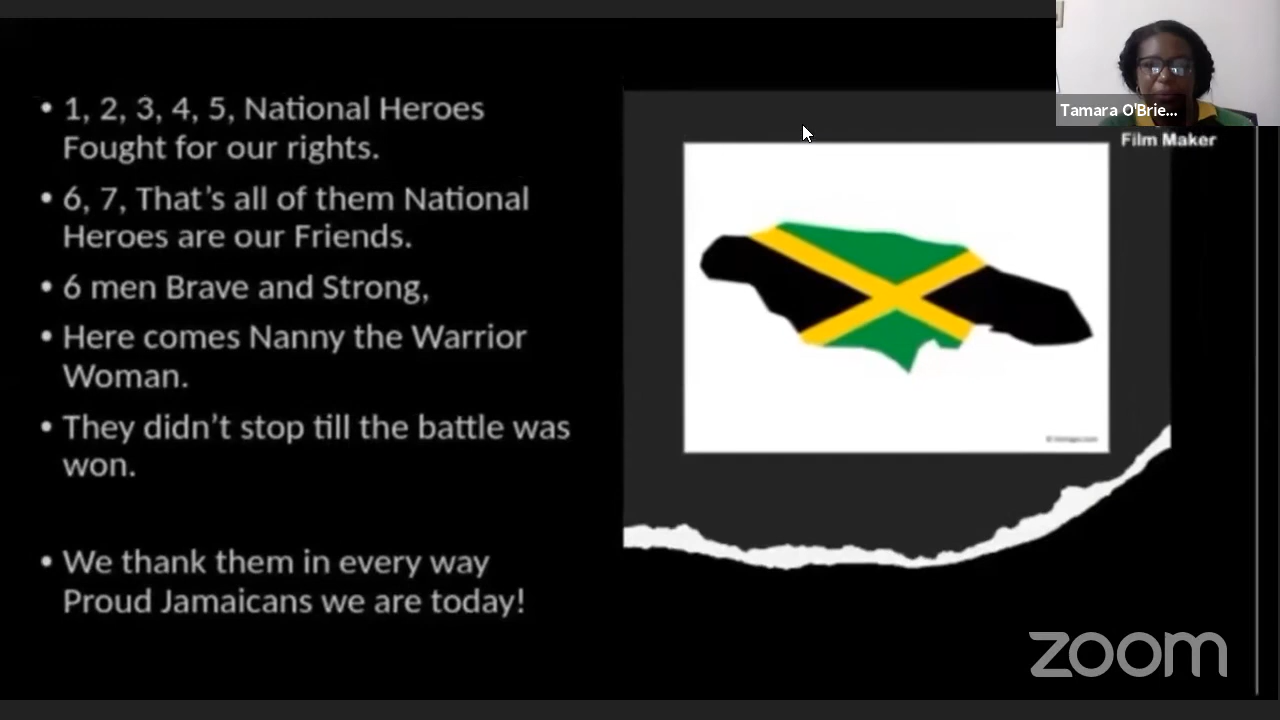 • 1, 2, 3, 4, 5, National Heroes
Fought for our rights.
• 6, 7, That’s all of them National
Heroes are our Friends.
• 6 men Brave and Strong,
• Here comes Nanny the Warrior
Woman.
• They didn’t stop till the battle was
won.
• We thank them in every way
Proud Jamaicans we are today!
Tamara O'Brie...
Film Maker
zoom